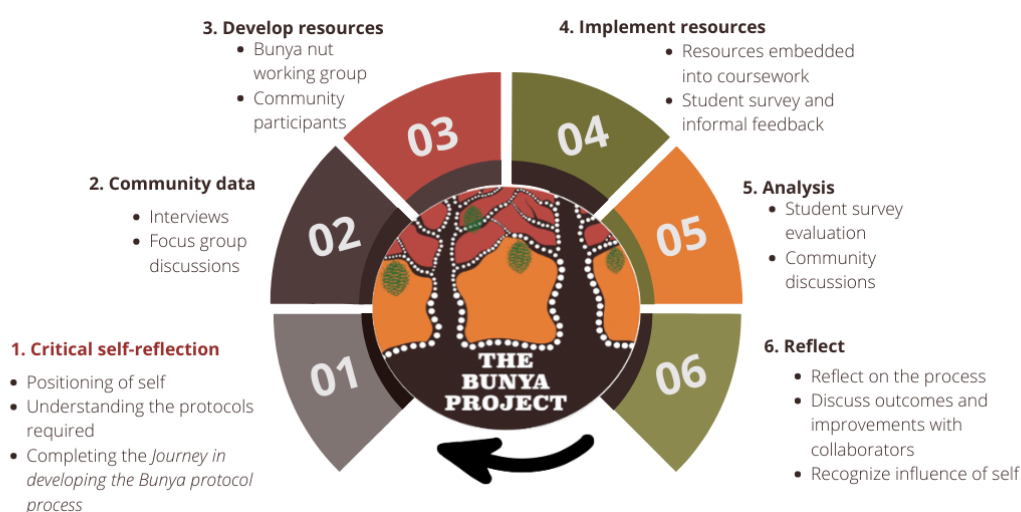 3. Develop resources
Bunya nut
working group
Community
participants
4. Implement resources
Resources embedded
into coursework
Student survey and
informal feedback
2. Community data
Interviews
Focus group
discussions
5. Analysis
Student survey
evaluation
Community
discussions
1. Critical self-reflection
Positioning of self
Understanding the protocols
required
Completing the Journey in
developing the Bunya protocol
process
6. Reflect
Reflect on the process
Discuss outcomes and
improvements with
collaborators
Recognize influence of self
01
02
03
04
05
06
THE
BUNYA
PROJECT